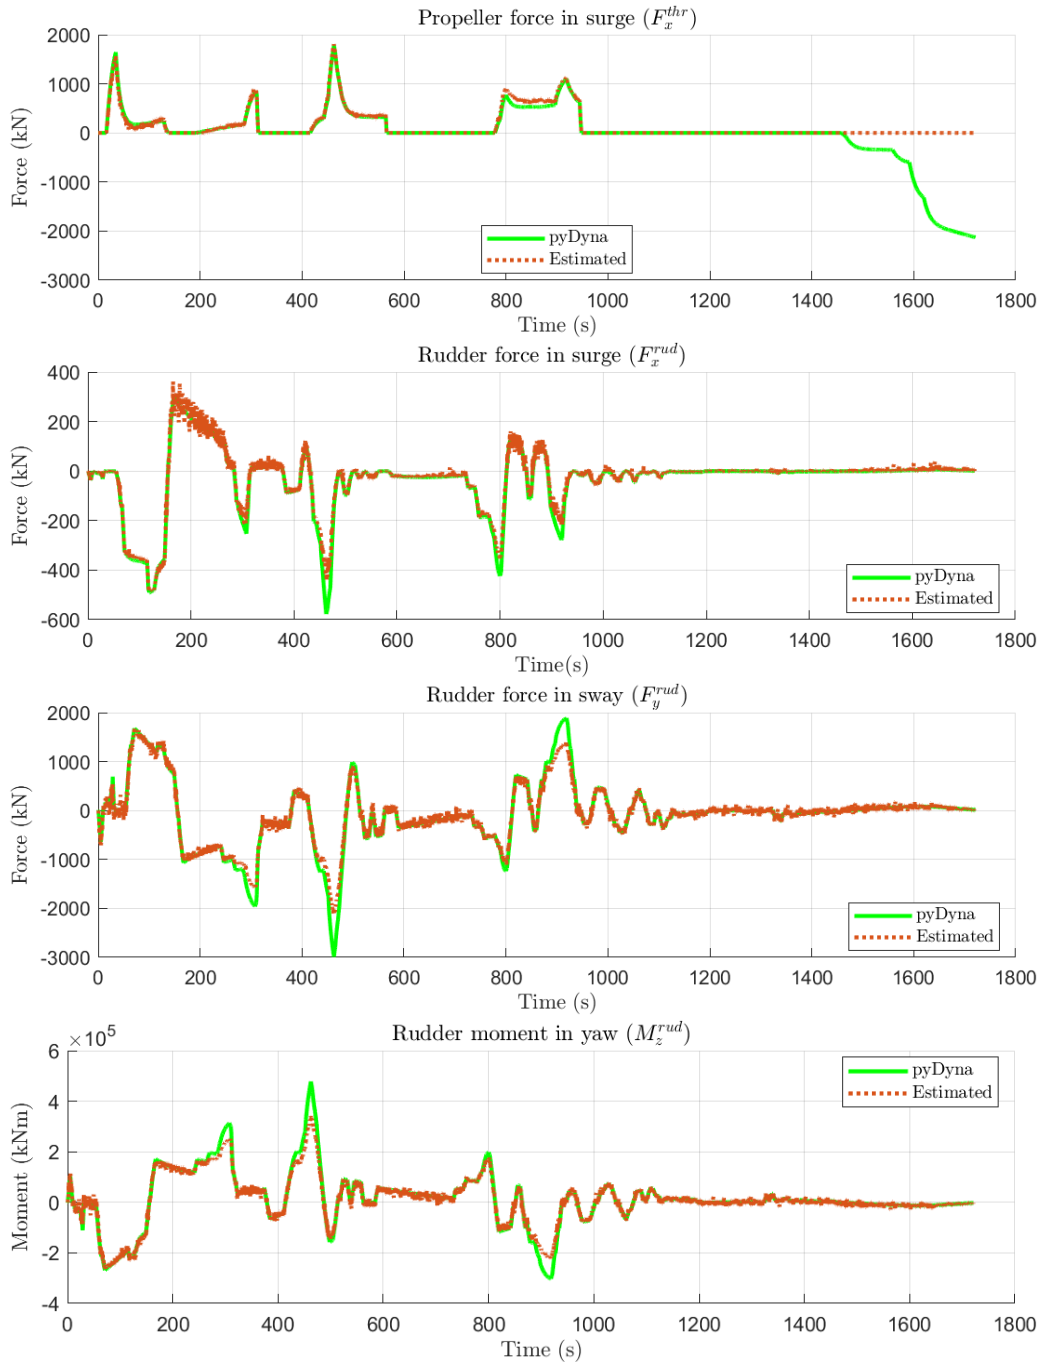 Propeller force in surge (F_x^{thr})
2000
1000
0
-1000
-2000
-3000
Force (kN)
pyDyna
Estimated
0 200 400 600 800 1000 1200 1400 1600 1800
Time (s)
Rudder force in surge (F_x^{rud})
400
200
0
-200
-400
-600
Force (kN)
pyDyna
Estimated
0 200 400 600 800 1000 1200 1400 1600 1800
Time(s)
Rudder force in sway (F_y^{rud})
2000
1000
0
-1000
-2000
-3000
Force (kN)
pyDyna
Estimated
0 200 400 600 800 1000 1200 1400 1600 1800
Time (s)
Rudder moment in yaw (M_z^{rud})
×10^5
6
4
2
0
-2
-4
Moment (kNm)
pyDyna
Estimated
0 200 400 600 800 1000 1200 1400 1600 1800
Time (s)